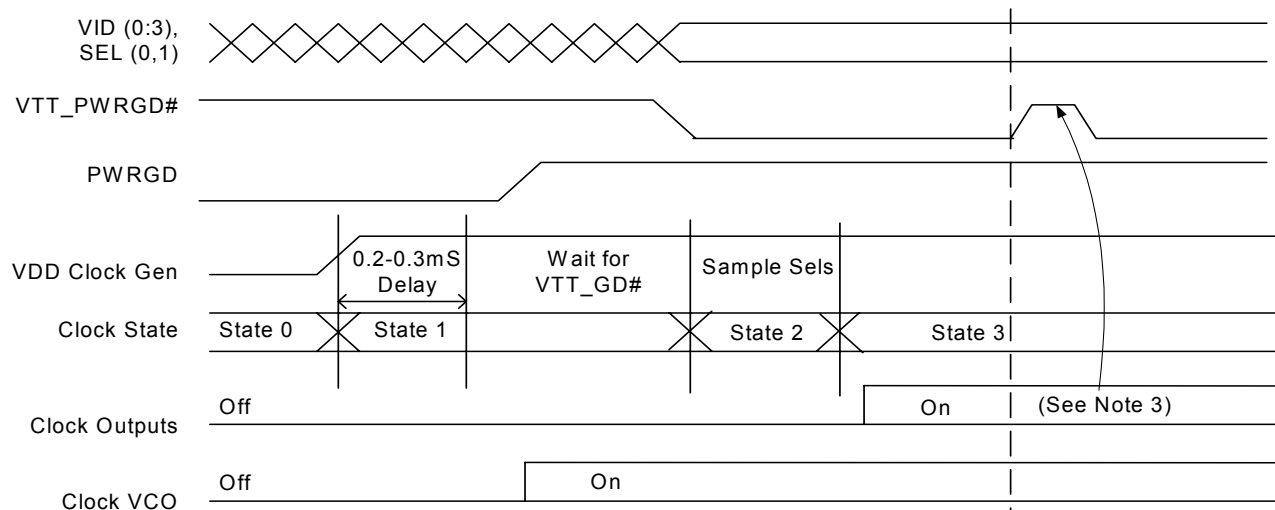 VID (0:3),
SEL (0,1)
VTT_PWRGD#
PWRGD
VDD Clock Gen
0.2-0.3mS
Delay
Wait for
VTT_GD#
Sample Sels
Clock State
State 0
State 1
State 2
State 3
Clock Outputs
Off
On
(See Note 3)
Clock VCO
Off
On